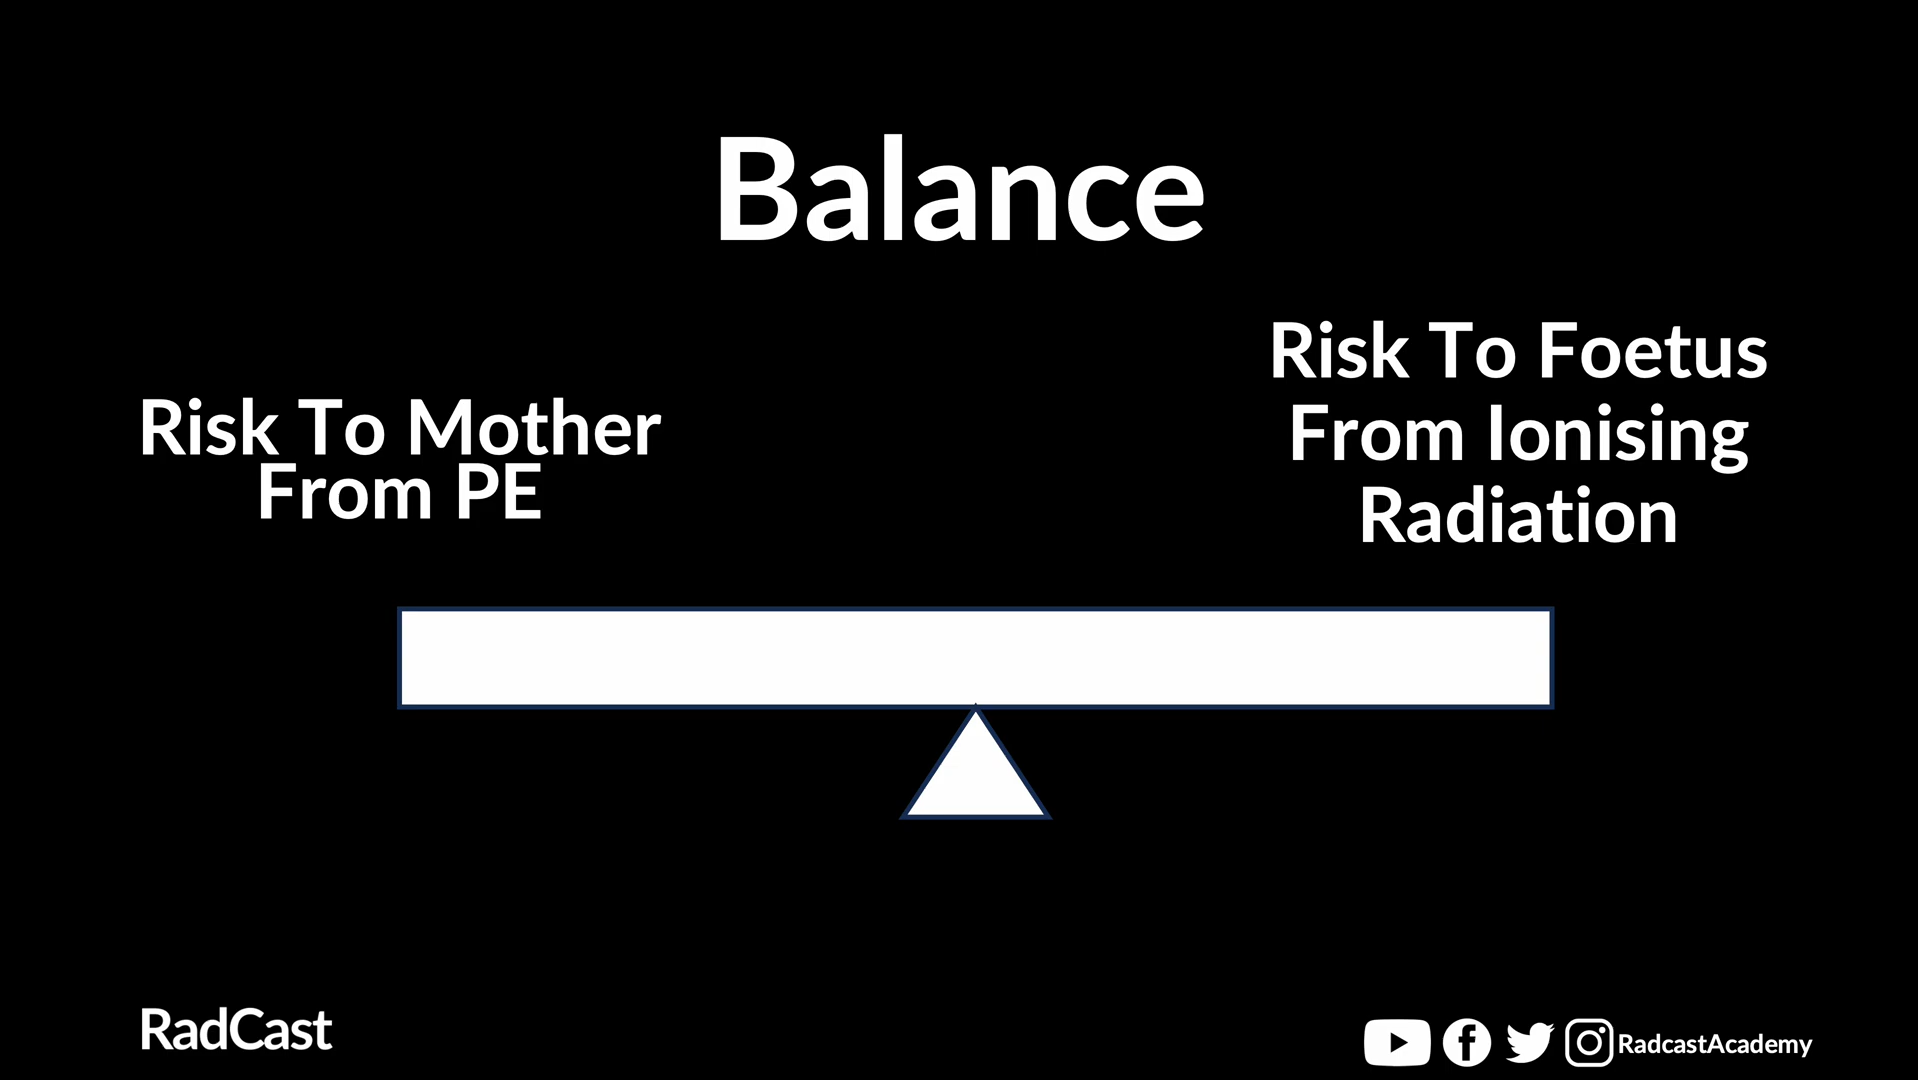 Balance
Risk To Mother
From PE
Risk To Foetus
From Ionising
Radiation
RadCast
RadcastAcademy